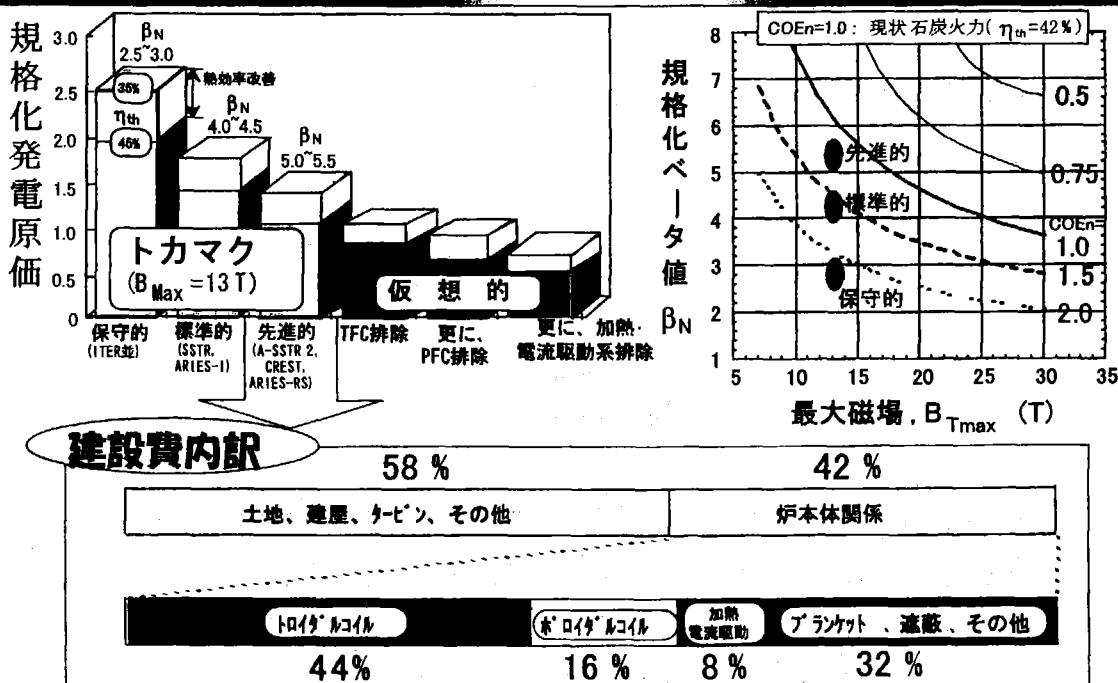 規格化発電原価
3.0
2.5
2.0
1.5
1.0
0.5
0
βN
2.5~3.0
35%
ηth
45%
熱効率改善
βN
4.0~4.5
βN
5.0~5.5
トカマク
(BMax=13T)
仮想的
保守的
(ITER並)
標準的
(SSTR,
ARIES-I)
先進的
(A-SSTR 2,
CREST,
ARIES-RS)
TFC排除
更に、
PFC排除
更に、加熱・
電流駆動系排除
規格化ベータ値 βN
8
7
6
5
4
3
2
1
COEn=1.0: 現状石炭火力(ηth=42%)
0.5
0.75
COEn=
1.0
1.5
2.0
先進的
標準的
保守的
5 10 15 20 25 30 35
最大磁場, BTmax (T)
建設費内訳
58 % 42 %
土地、建屋、タービン、その他 炉本体関係
トロイダルコイル ポロイダルコイル 加熱 ブランケット、遮蔽、その他
電流駆動
44% 16 % 8 % 32 %